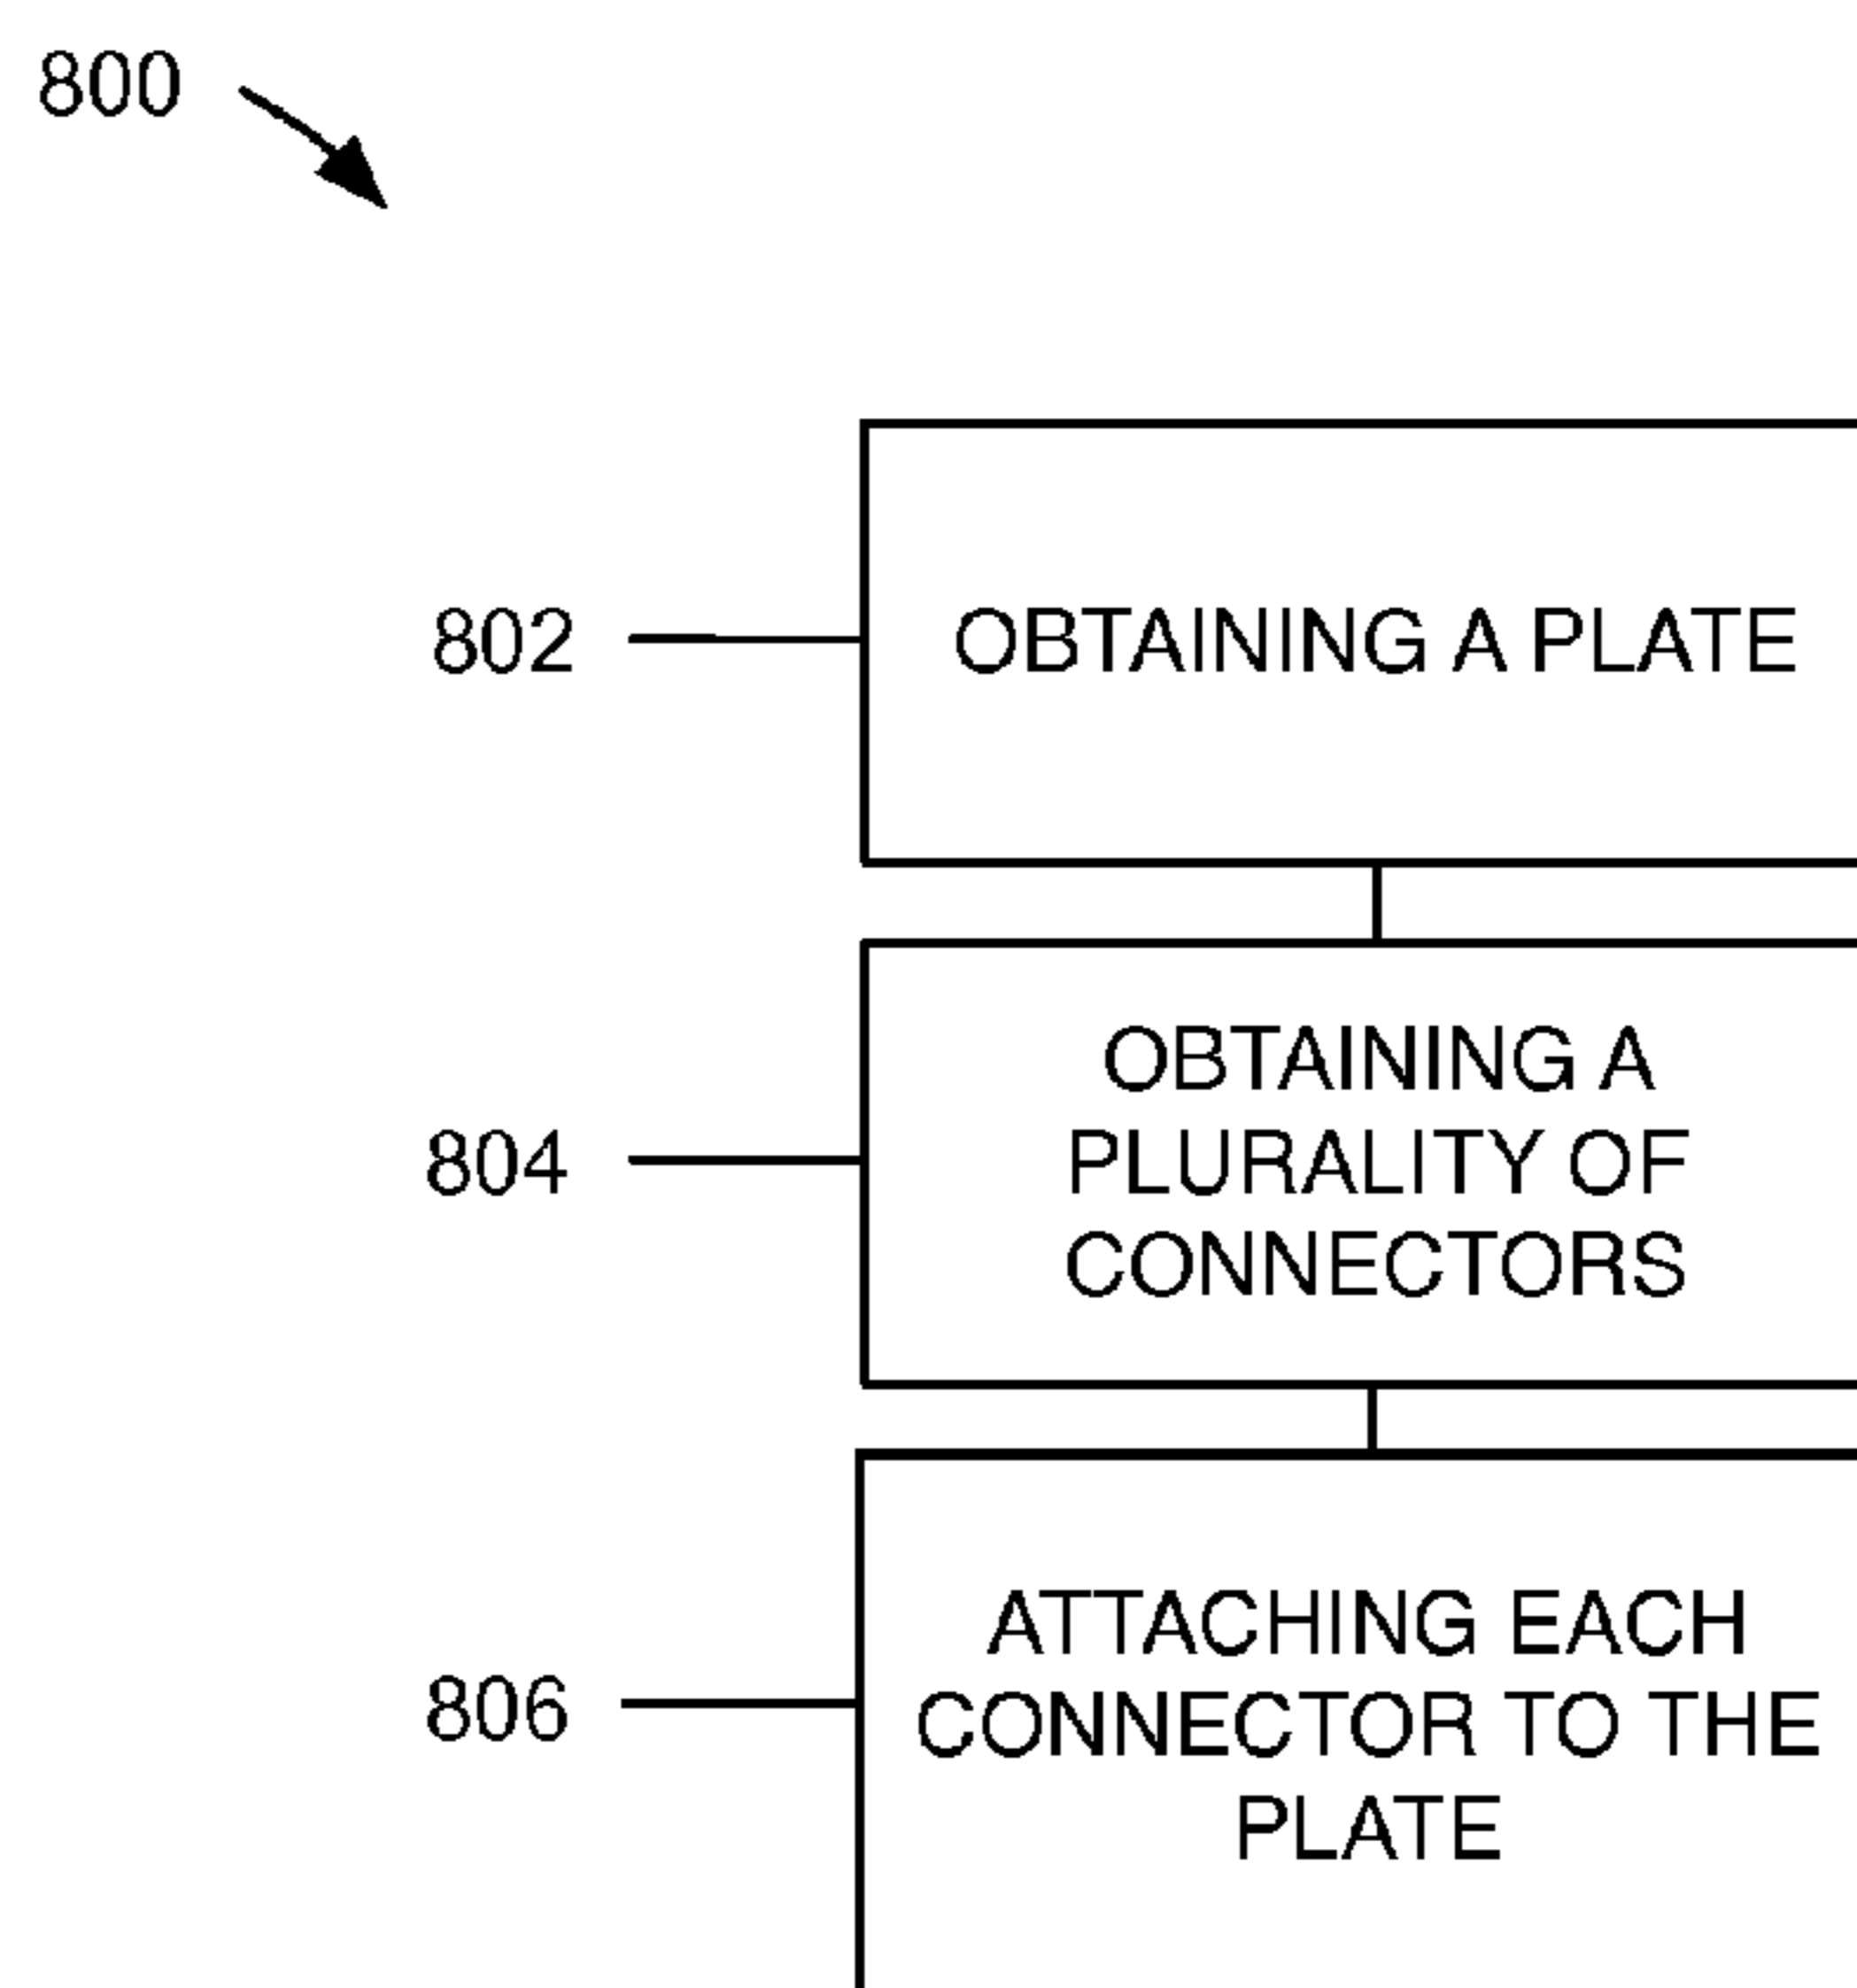 800
802
OBTAINING A PLATE
804
OBTAINING A
PLURALITY OF
CONNECTORS
806
ATTACHING EACH
CONNECTOR TO THE
PLATE